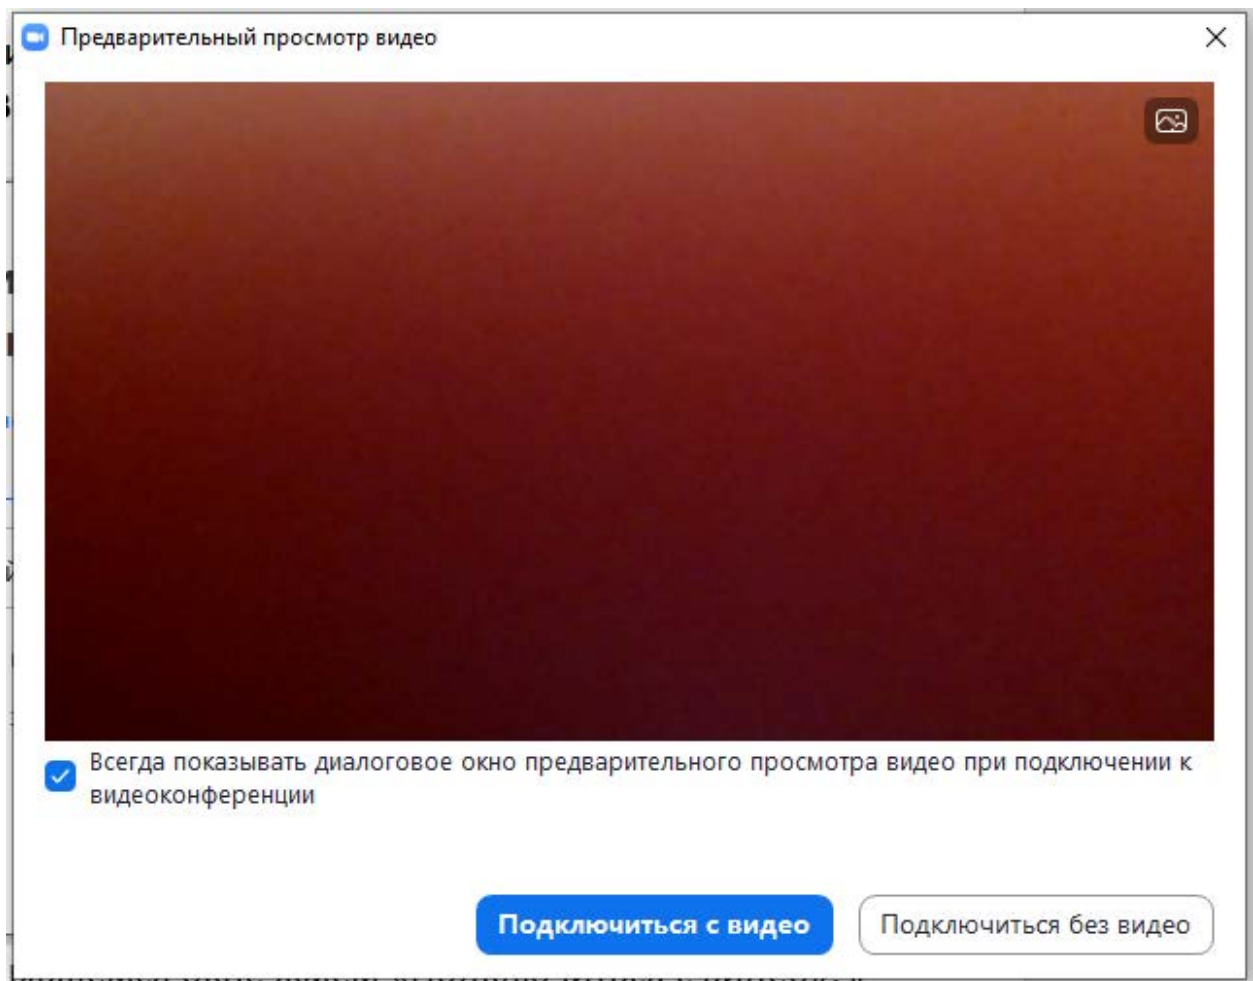 Предварительный просмотр видео
Всегда показывать диалоговое окно предварительного просмотра видео при подключении к
видеоконференции
Подключиться с видео
Подключиться без видео